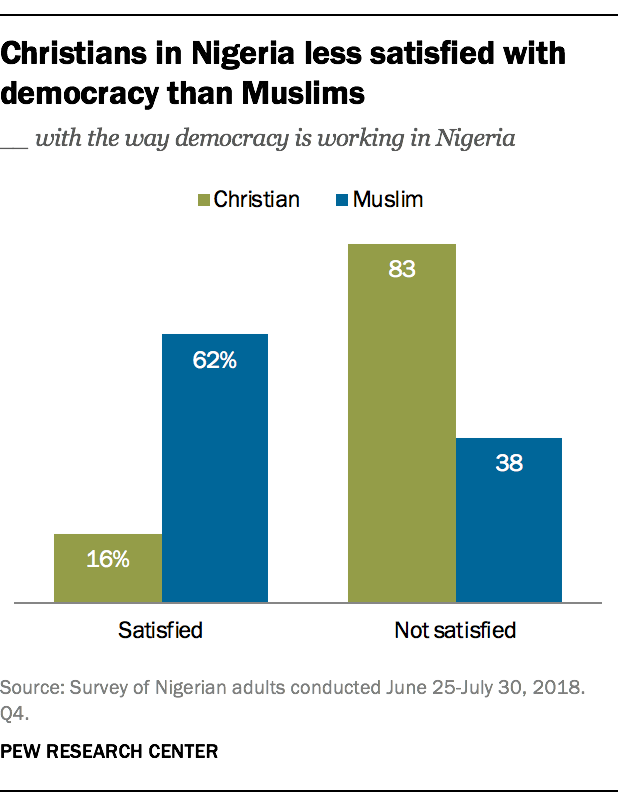 Christians in Nigeria less satisfied with
democracy than Muslims
__ with the way democracy is working in Nigeria
Christian Muslim
83
62%
38
16%
Satisfied Not satisfied
Source: Survey of Nigerian adults conducted June 25-July 30, 2018.
Q4.
PEW RESEARCH CENTER